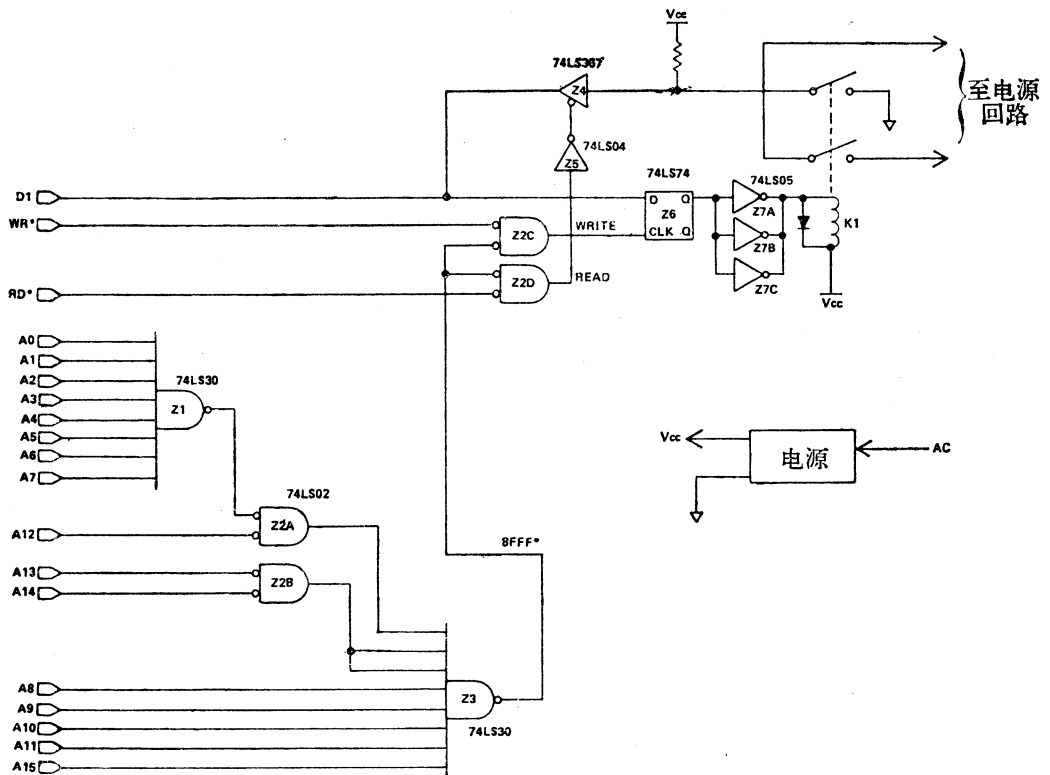 Vcc
74LS367
Z4
至电源
回路
74LS04
Z5
74LS74
74LS05
D1
D Q
Z7A
WR*
Z6
K1
Z2C
WRITE
CLK Q
Z7B
Z2D
READ
Z7C
RD*
Vcc
A0
A1
A2
74LS30
A3
Z1
A4
A5
Vcc
电源
AC
A6
A7
74LS02
Z2A
A12
8FFF*
A13
Z2B
A14
A8
Z3
A9
A10
74LS30
A11
A15